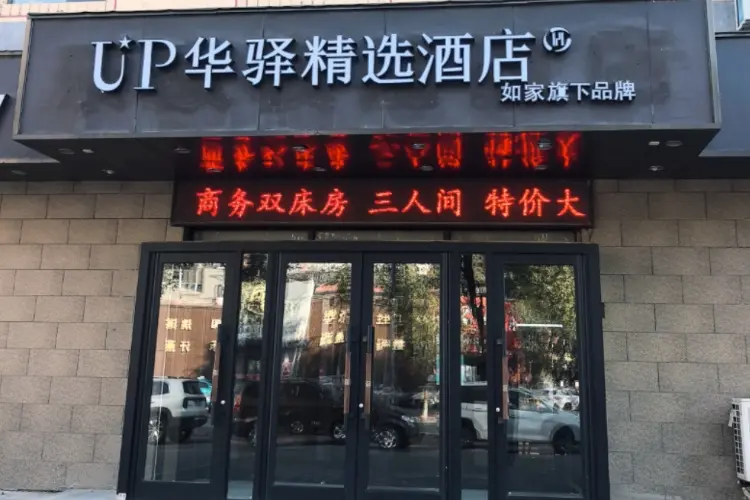 UP华驿精选酒店
如家旗下品牌
商务双床房 三人间 特价大